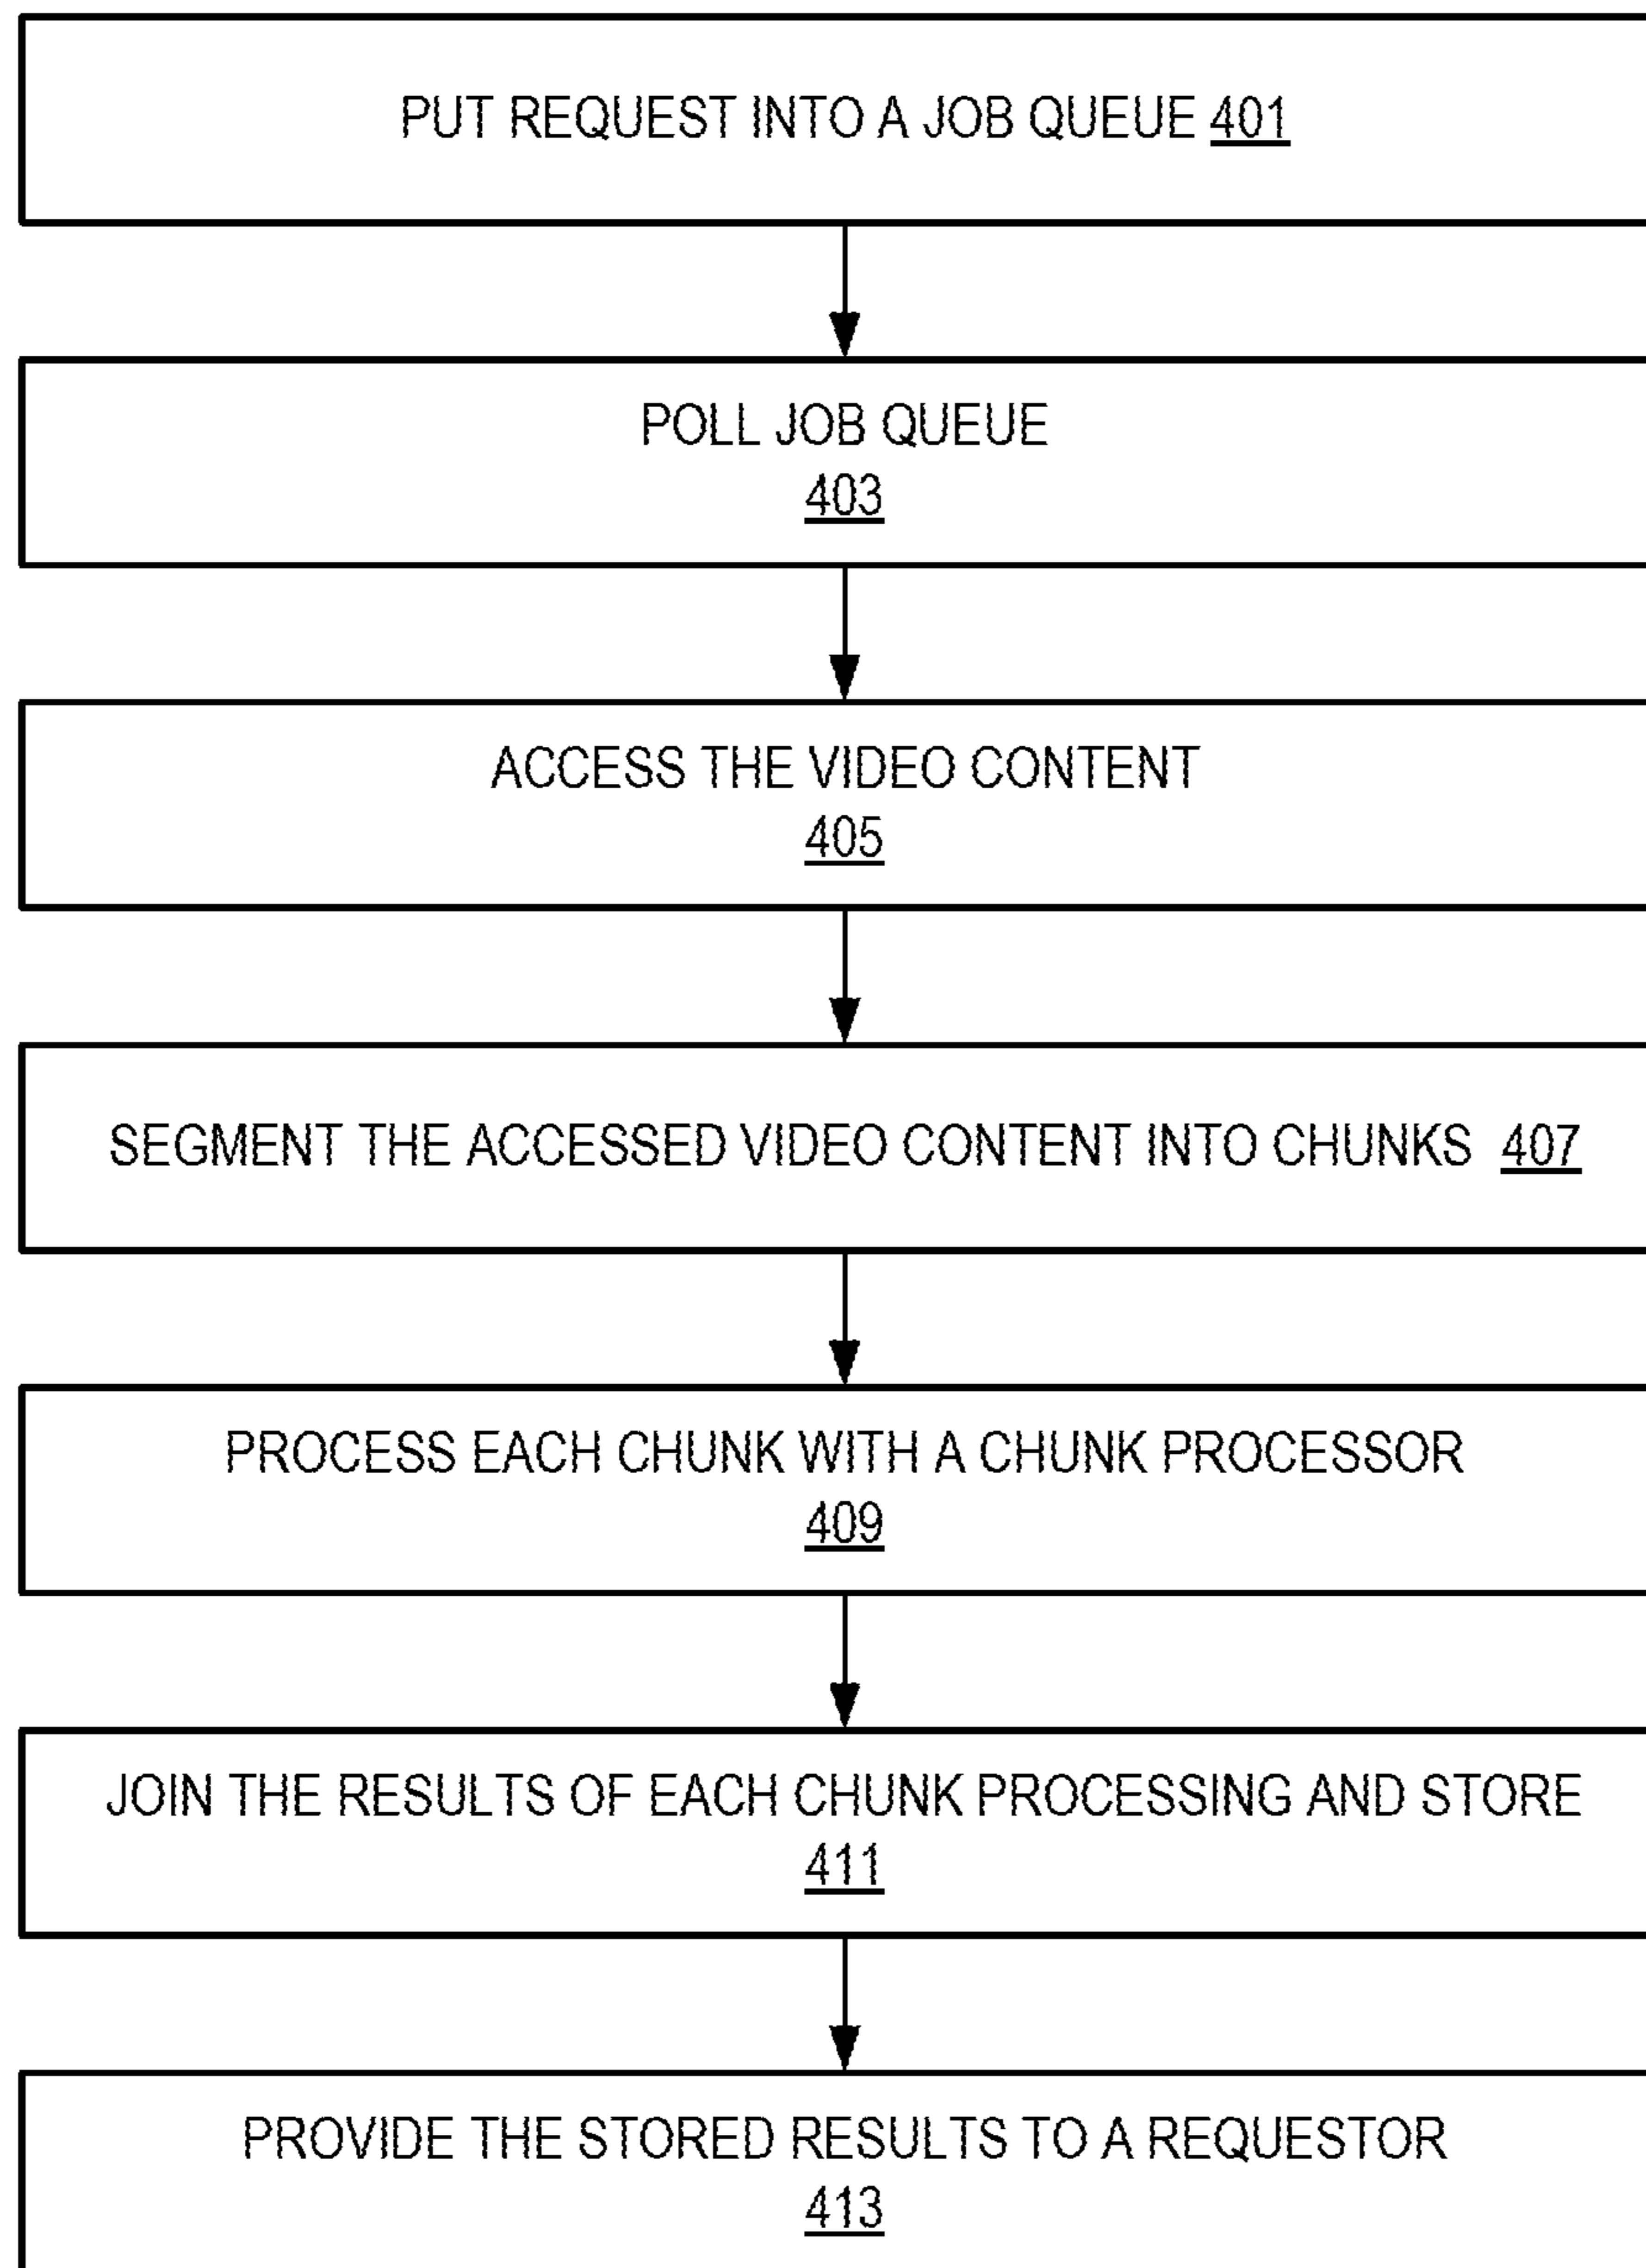 PUT REQUEST INTO A JOB QUEUE 401
POLL JOB QUEUE
403
ACCESS THE VIDEO CONTENT
405
SEGMENT THE ACCESSED VIDEO CONTENT INTO CHUNKS 407
PROCESS EACH CHUNK WITH A CHUNK PROCESSOR
409
JOIN THE RESULTS OF EACH CHUNK PROCESSING AND STORE
411
PROVIDE THE STORED RESULTS TO A REQUESTOR
413